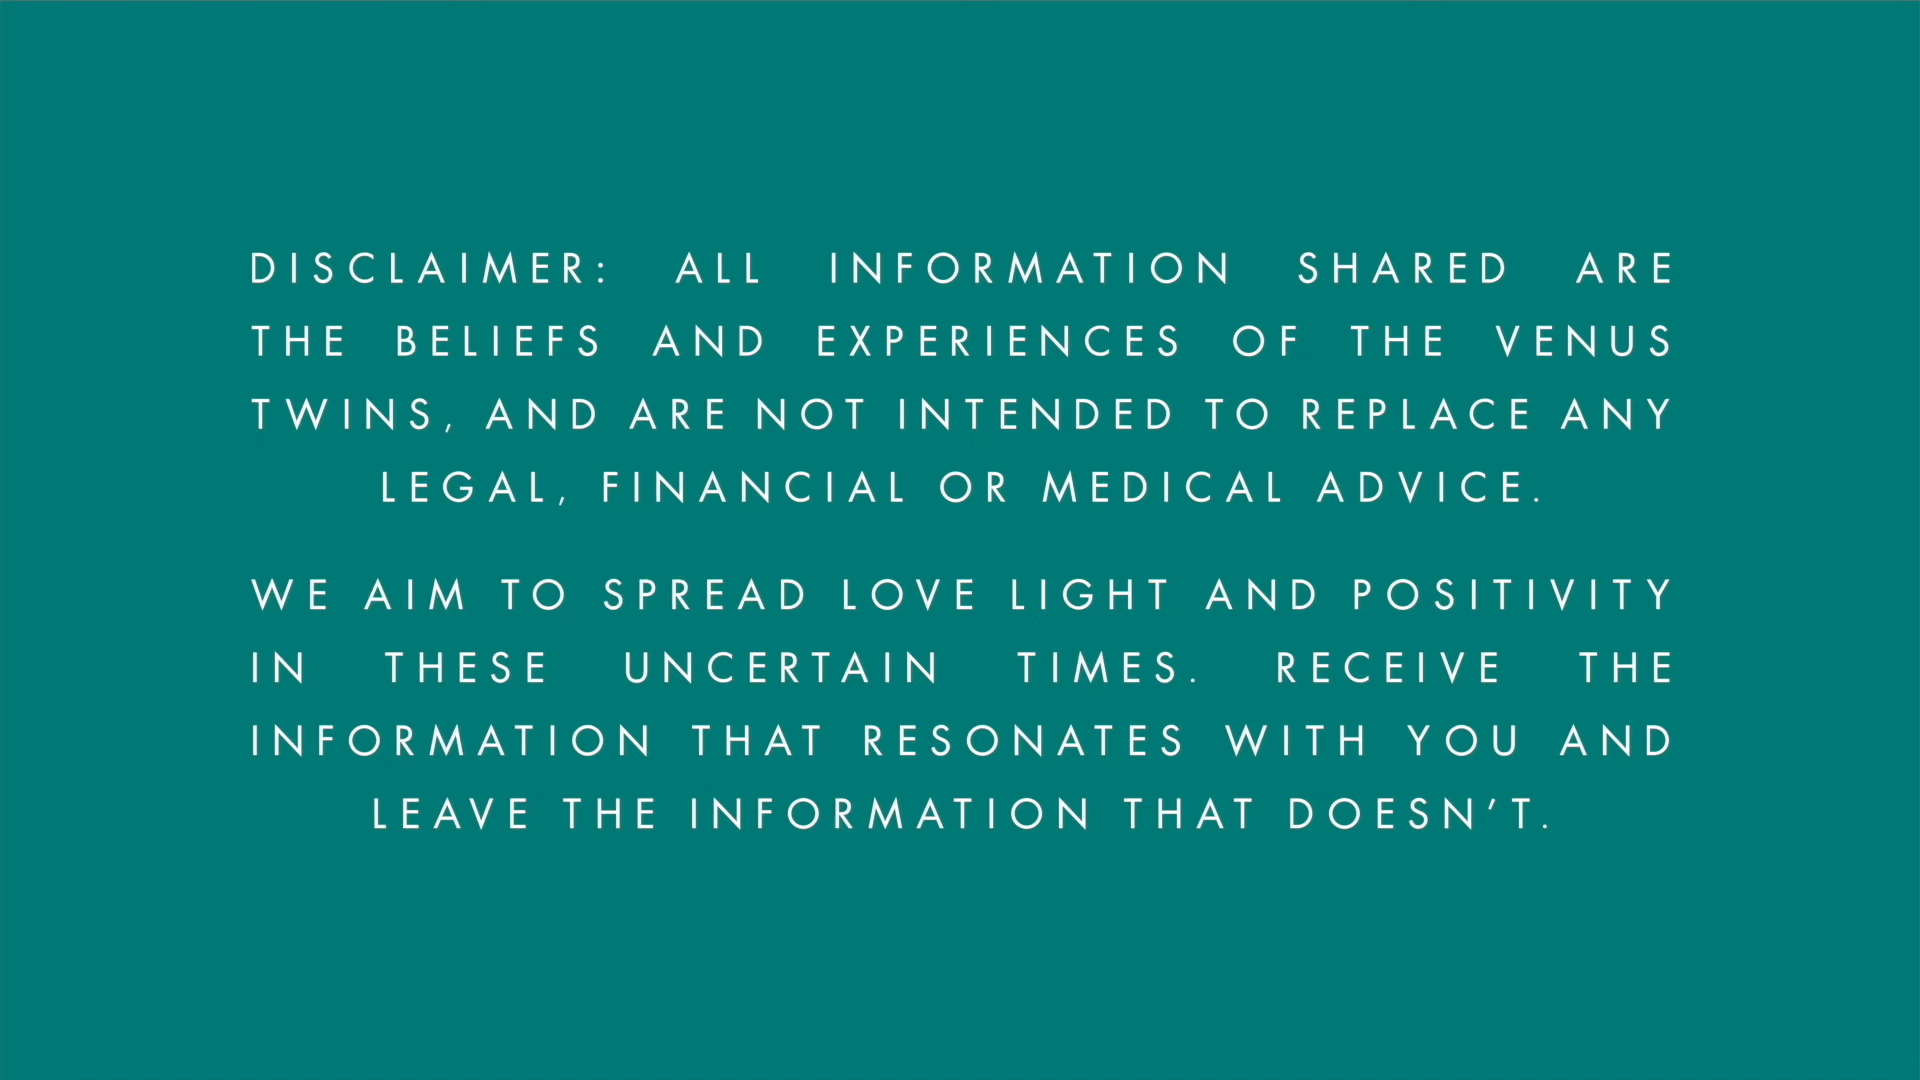 DISCLAIMER: ALL INFORMATION SHARED ARE
THE BELIEFS AND EXPERIENCES OF THE VENUS
TWINS, AND ARE NOT INTENDED TO REPLACE ANY
LEGAL, FINANCIAL OR MEDICAL ADVICE.
WE AIM TO SPREAD LOVE LIGHT AND POSITIVITY
IN THESE UNCERTAIN TIMES. RECEIVE THE
INFORMATION THAT RESONATES WITH YOU AND
LEAVE THE INFORMATION THAT DOESN’T.